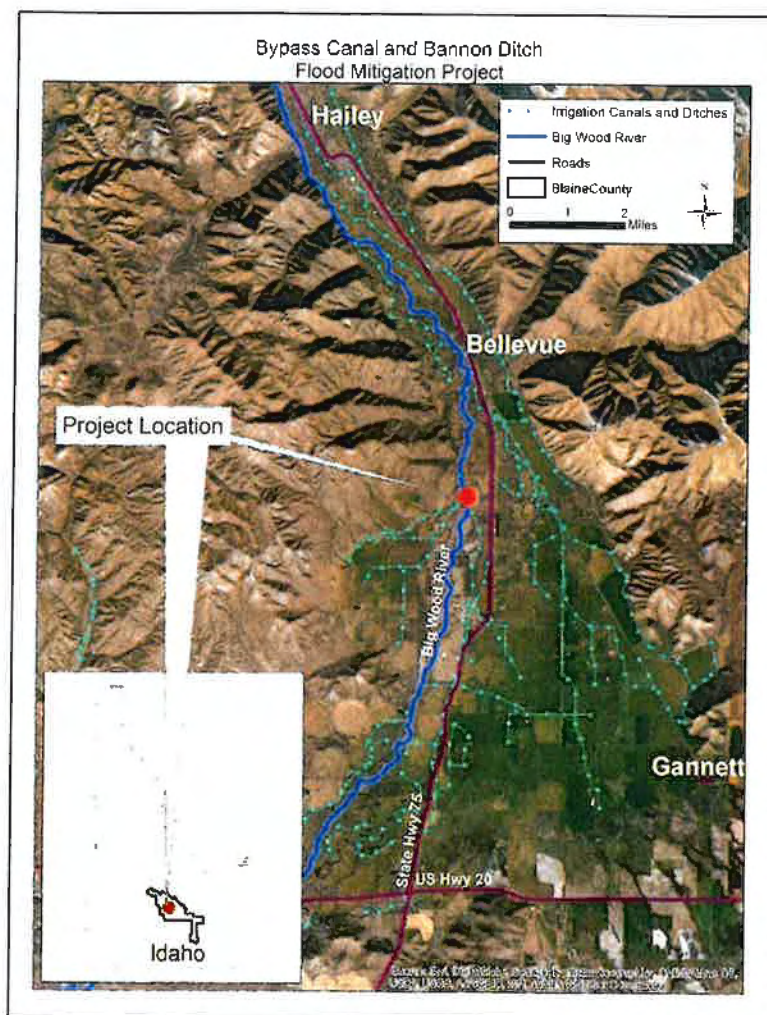 Bypass Canal and Bannon Ditch
Flood Mitigation Project
Hailey
Irrigation Canals and Ditches
Big Wood River
Roads
BlaineCounty
N
0 1 2
Miles
Bellevue
Project Location
Big Wood River
Gannett
State Hwy 75
US Hwy 20
Idaho